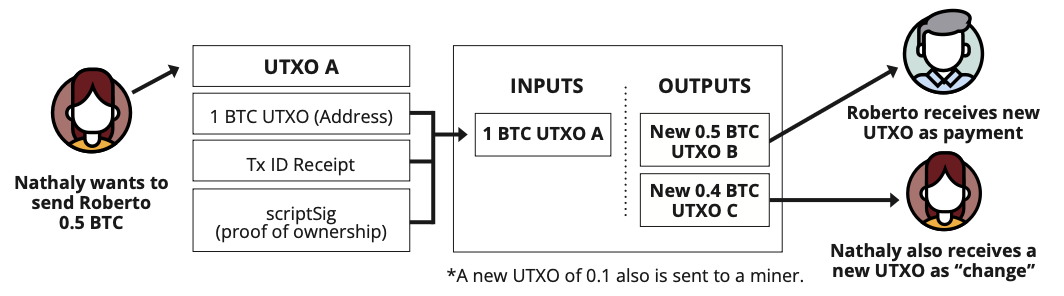 Nathaly wants to
send Roberto
0.5 BTC
UTXO A
1 BTC UTXO (Address)
Tx ID Receipt
scriptSig
(proof of ownership)
INPUTS
1 BTC UTXO A
OUTPUTS
New 0.5 BTC
UTXO B
New 0.4 BTC
UTXO C
Roberto receives new
UTXO as payment
Nathaly also receives a
new UTXO as “change”
*A new UTXO of 0.1 also is sent to a miner.